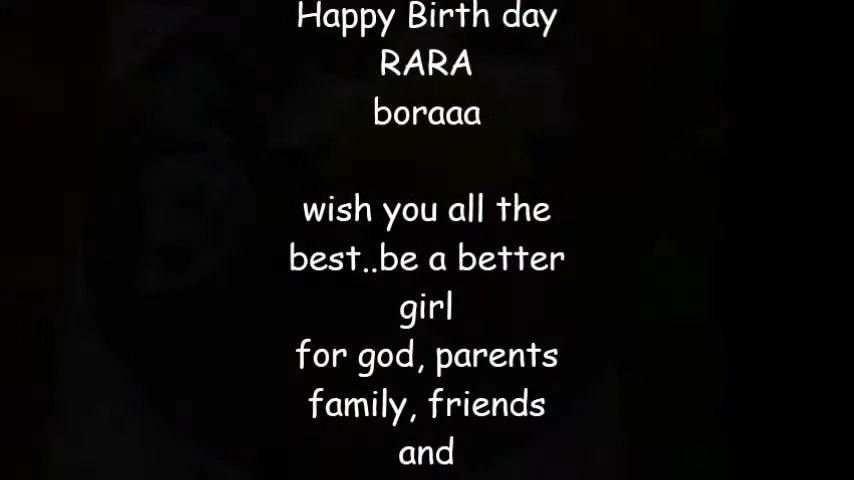 Happy Birth day
RARA
boraaa
wish you all the
best..be a better
girl
for god, parents
family, friends
and